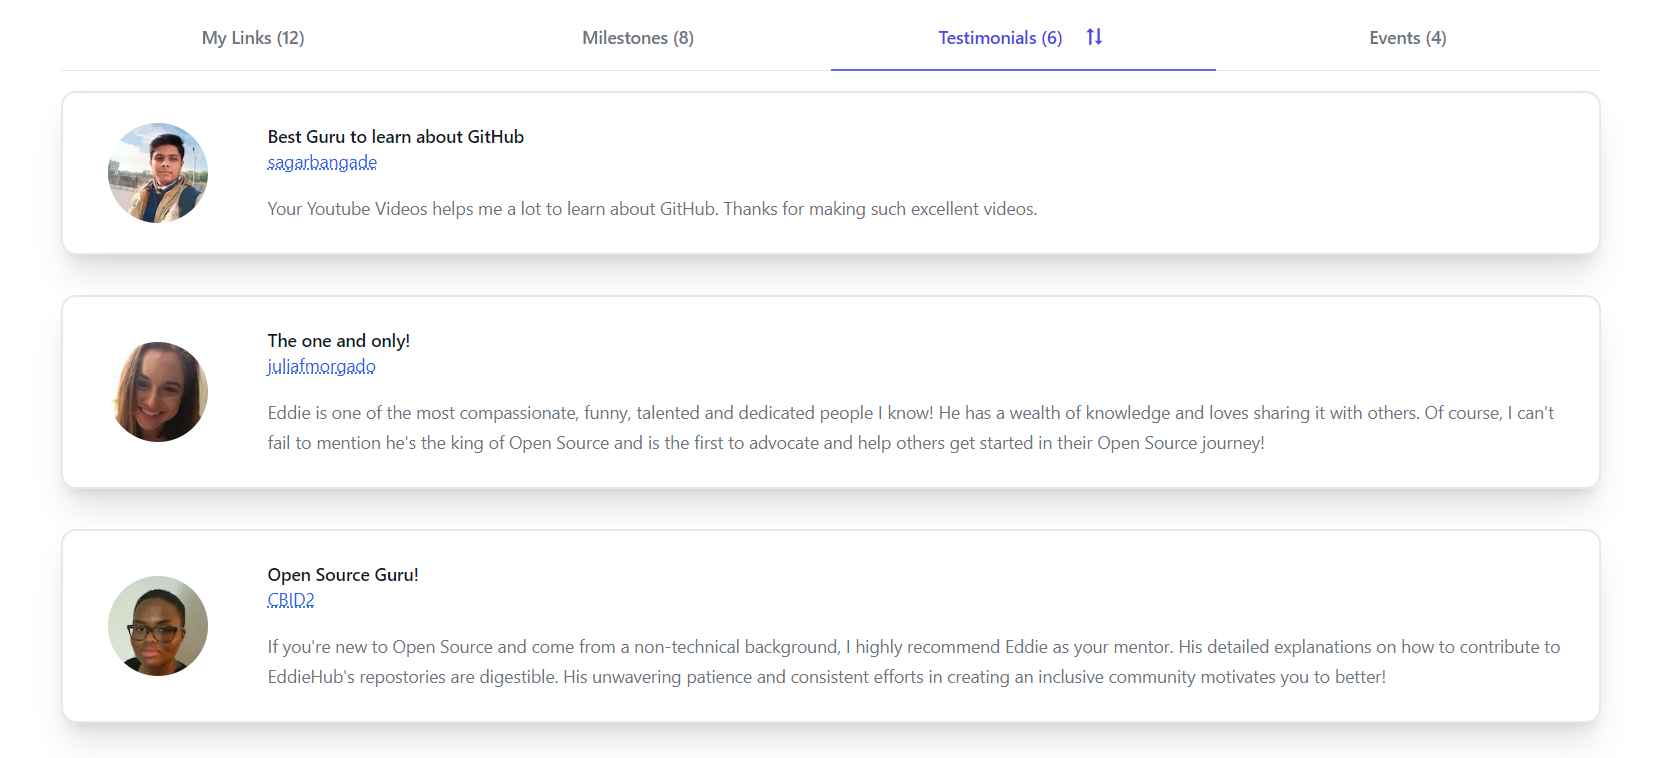 My Links (12)
Milestones (8)
Testimonials (6)
Events (4)
Best Guru to learn about GitHub
sagarbangade
Your Youtube Videos helps me a lot to learn about GitHub. Thanks for making such excellent videos.
The one and only!
juliafmorgado
Eddie is one of the most compassionate, funny, talented and dedicated people I know! He has a wealth of knowledge and loves sharing it with others. Of course, I can't
fail to mention he's the king of Open Source and is the first to advocate and help others get started in their Open Source journey!
Open Source Guru!
CBID2
If you're new to Open Source and come from a non-technical background, I highly recommend Eddie as your mentor. His detailed explanations on how to contribute to
EddieHub's repostories are digestible. His unwavering patience and consistent efforts in creating an inclusive community motivates you to better!